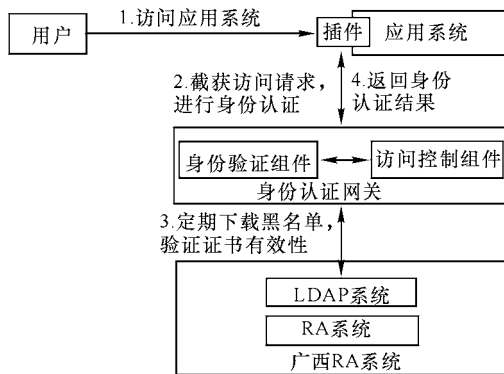 1.访问应用系统
用户
插件
应用系统
2.截获访问请求,
进行身份认证
4.返回身份
认证结果
身份验证组件
访问控制组件
身份认证网关
3.定期下载黑名单,
验证证书有效性
LDAP系统
RA系统
广西RA系统